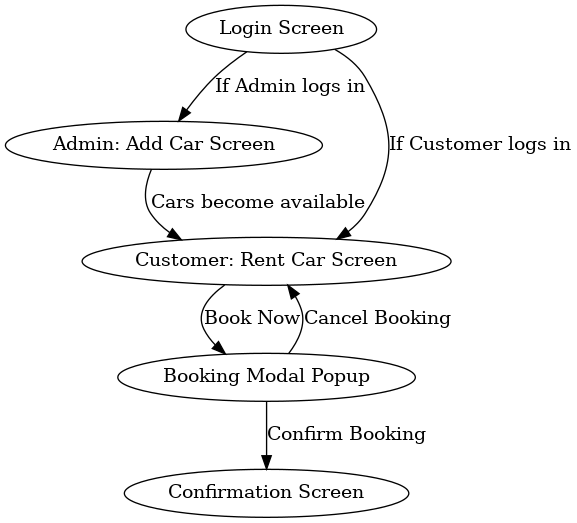 Login Screen
If Admin logs in
Admin: Add Car Screen
If Customer logs in
Cars become available
Customer: Rent Car Screen
Book Now
Cancel Booking
Booking Modal Popup
Confirm Booking
Confirmation Screen